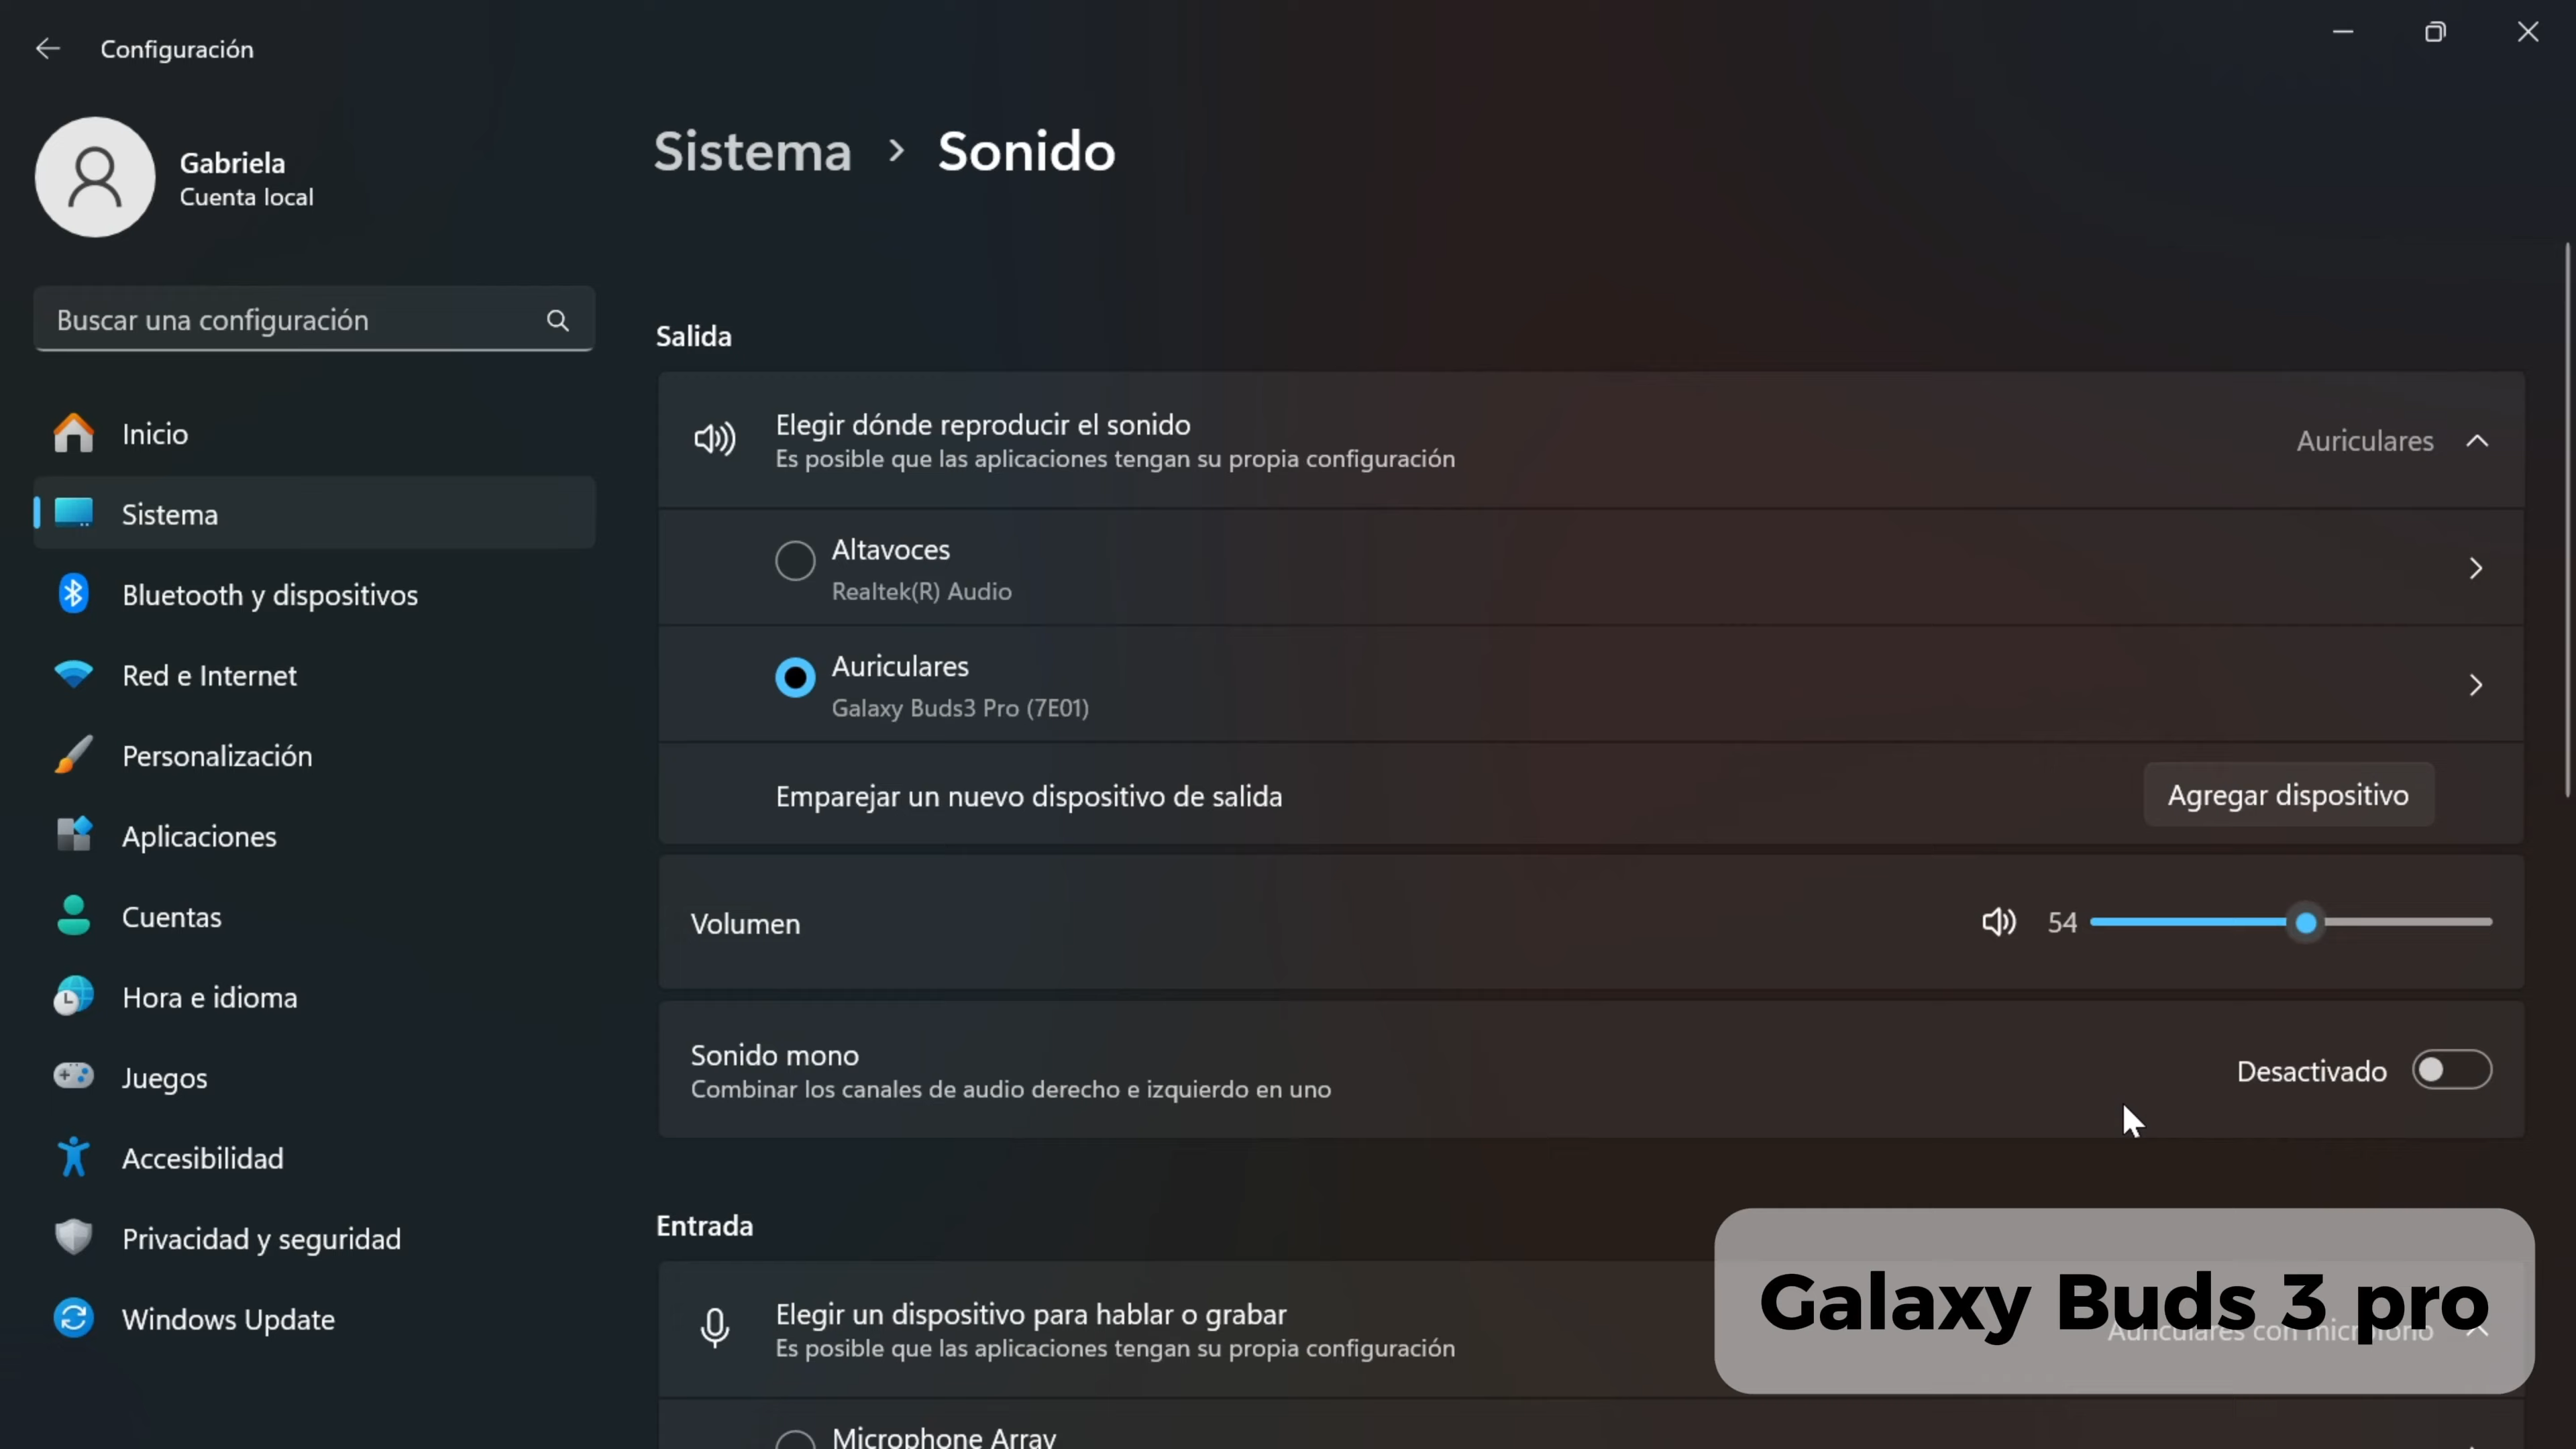 Configuración
Gabriela
Cuenta local
Buscar una configuración
Inicio
Sistema
Bluetooth y dispositivos
Red e Internet
Personalización
Aplicaciones
Cuentas
Hora e idioma
Juegos
Accesibilidad
Privacidad y seguridad
Windows Update
Sistema > Sonido
Salida
Elegir dónde reproducir el sonido
Es posible que las aplicaciones tengan su propia configuración
Auriculares
Altavoces
Realtek(R) Audio
Auriculares
Galaxy Buds3 Pro (7E01)
Emparejar un nuevo dispositivo de salida
Agregar dispositivo
Volumen
54
Sonido mono
Combinar los canales de audio derecho e izquierdo en uno
Desactivado
Entrada
Elegir un dispositivo para hablar o grabar
Es posible que las aplicaciones tengan su propia configuración
Auriculares con micrófono
Galaxy Buds 3 pro
Microphone Array